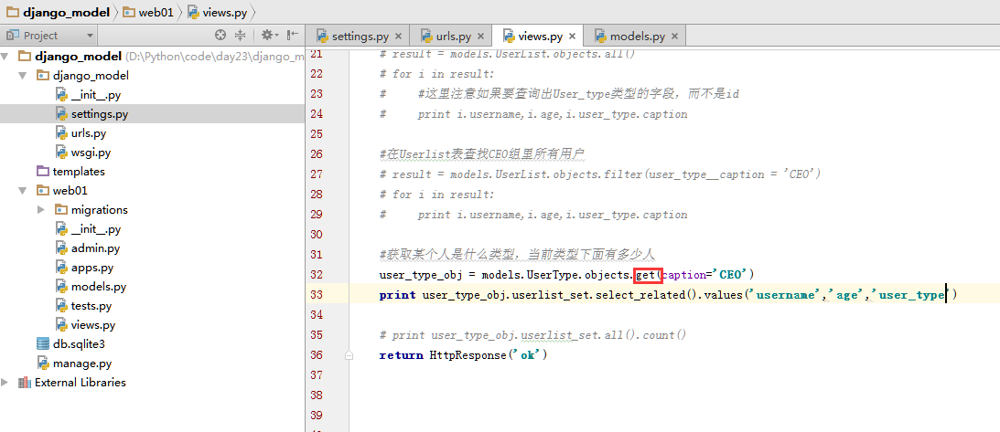 django_model web01 views.py
Project
settings.py urls.py views.py models.py
django_model (D:\Python\code\day23\django_m
django_model
__init__.py
settings.py
urls.py
wsgi.py
templates
web01
migrations
__init__.py
admin.py
apps.py
models.py
tests.py
views.py
db.sqlite3
manage.py
External Libraries
21 # result = models.UserList.objects.all()
22 # for i in result:
23 #     #这里注意如果要查询出User_type类型的字段，而不是id
24 #     print i.username,i.age,i.user_type.caption
25
26 #在Userlist表查找CEO组里所有用户
27 # result = models.UserList.objects.filter(user_type__caption = 'CEO')
28 # for i in result:
29 #     print i.username,i.age,i.user_type.caption
30
31 #获取某个人是什么类型，当前类型下面有多少人
32 user_type_obj = models.UserType.objects.get(caption='CEO')
33 print user_type_obj.userlist_set.select_related().values('username','age','user_type')
34
35 # print user_type_obj.userlist_set.all().count()
36 return HttpResponse('ok')
37
38
39